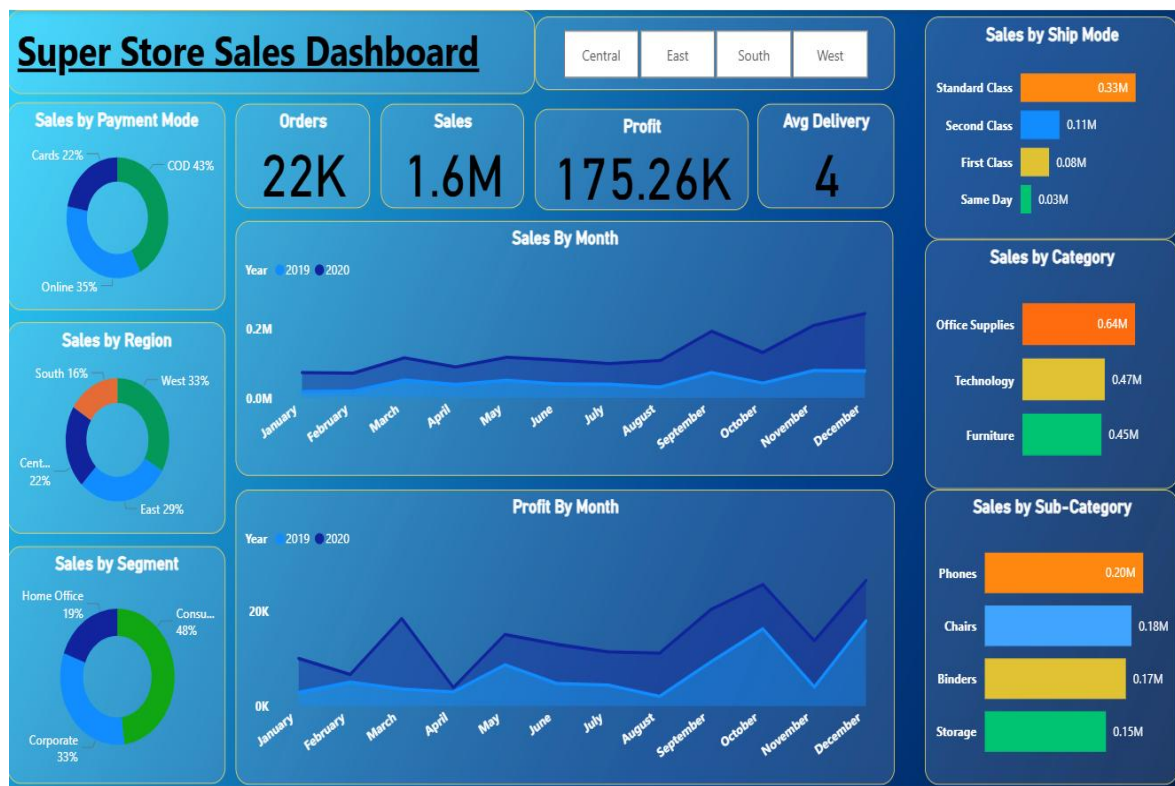 Super Store Sales Dashboard
Central East South West
Sales by Payment Mode
Cards 22%
COD 43%
Online 35%
Orders
22K
Sales
1.6M
Profit
175.26K
Avg Delivery
4
Sales by Ship Mode
Standard Class 0.33M
Second Class 0.11M
First Class 0.08M
Same Day 0.03M
Sales By Month
Year 2019 2020
0.2M
0.0M
January February March April May June July August September October November December
Sales by Region
South 16%
West 33%
Cent...
22%
East 29%
Sales by Category
Office Supplies 0.64M
Technology 0.47M
Furniture 0.45M
Sales by Segment
Home Office
19%
Consu...
48%
Corporate
33%
Profit By Month
Year 2019 2020
20K
0K
January February March April May June July August September October November December
Sales by Sub-Category
Phones 0.20M
Chairs 0.18M
Binders 0.17M
Storage 0.15M